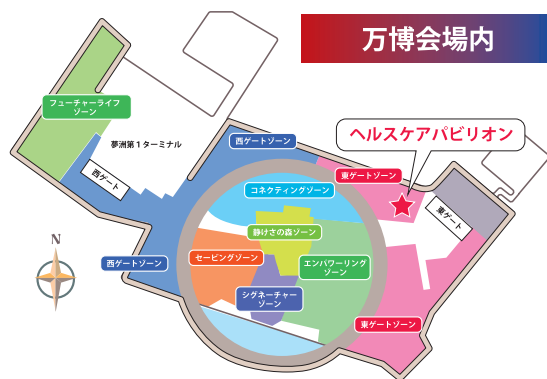 万博会場内
フューチャーライフ
ゾーン
夢洲第1ターミナル
西ゲートゾーン
ヘルスケアパビリオン
西ゲート
東ゲートゾーン
コネクティングゾーン
東ゲート
静けさの森ゾーン
N
西ゲートゾーン
セービングゾーン
エンパワーリング
ゾーン
シグネーチャー
ゾーン
東ゲートゾーン